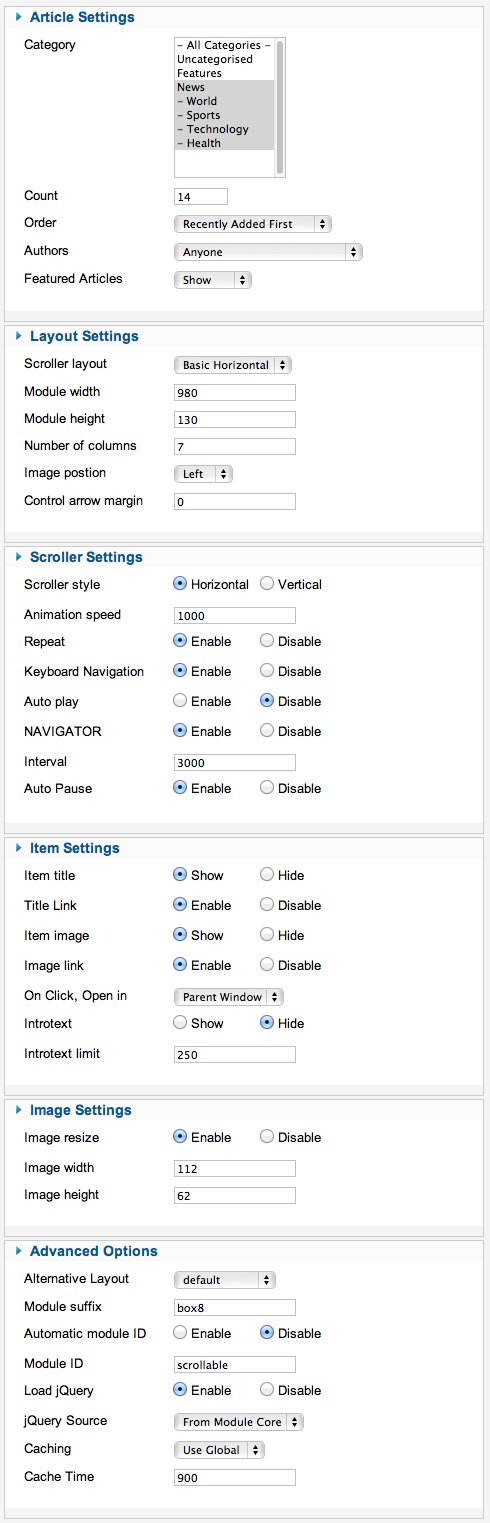 Article Settings
Category
- All Categories -
Uncategorised
Features
News
- World
- Sports
- Technology
- Health
Count 14
Order Recently Added First
Authors Anyone
Featured Articles Show
Layout Settings
Scroller layout Basic Horizontal
Module width 980
Module height 130
Number of columns 7
Image postion Left
Control arrow margin 0
Scroller Settings
Scroller style Horizontal Vertical
Animation speed 1000
Repeat Enable Disable
Keyboard Navigation Enable Disable
Auto play Enable Disable
NAVIGATOR Enable Disable
Interval 3000
Auto Pause Enable Disable
Item Settings
Item title Show Hide
Title Link Enable Disable
Item image Show Hide
Image link Enable Disable
On Click, Open in Parent Window
Introtext Show Hide
Introtext limit 250
Image Settings
Image resize Enable Disable
Image width 112
Image height 62
Advanced Options
Alternative Layout default
Module suffix box8
Automatic module ID Enable Disable
Module ID scrollable
Load jQuery Enable Disable
jQuery Source From Module Core
Caching Use Global
Cache Time 900